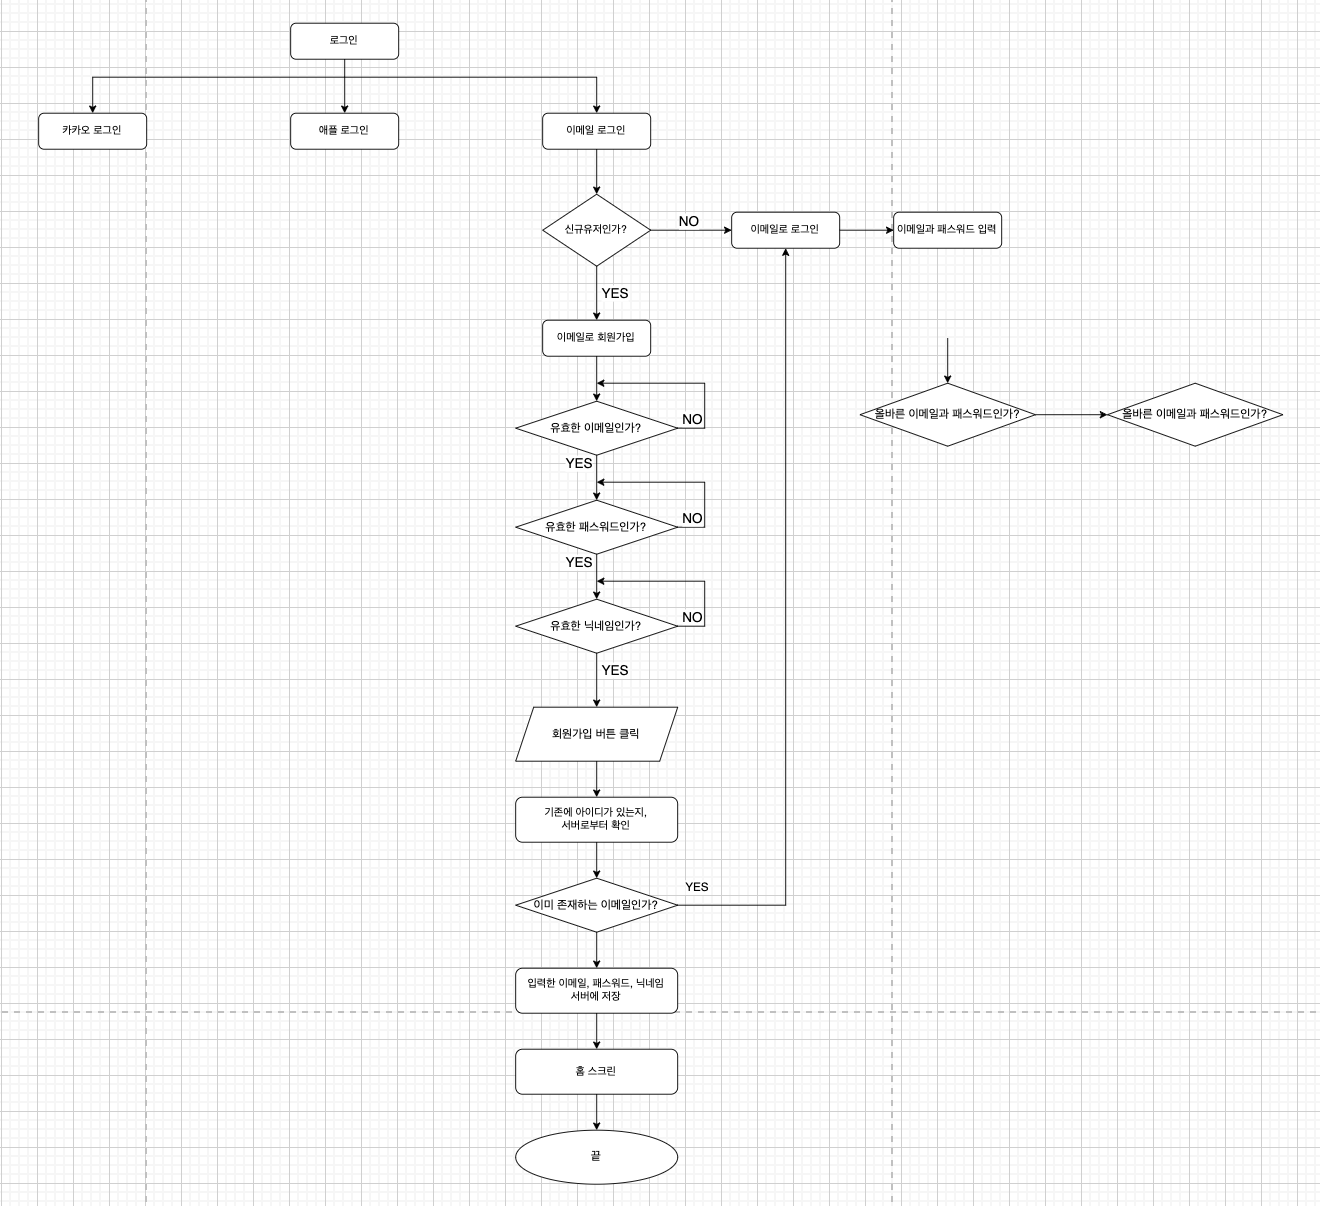 로그인
카카오 로그인
애플 로그인
이메일 로그인
신규유저인가?
NO
이메일로 로그인
이메일과 패스워드 입력
YES
이메일로 회원가입
올바른 이메일과 패스워드인가?
올바른 이메일과 패스워드인가?
유효한 이메일인가?
NO
YES
유효한 패스워드인가?
NO
YES
유효한 닉네임인가?
NO
YES
회원가입 버튼 클릭
기존에 아이디가 있는지,
서버로부터 확인
이미 존재하는 이메일인가?
YES
입력한 이메일, 패스워드, 닉네임
서버에 저장
홈 스크린
끝